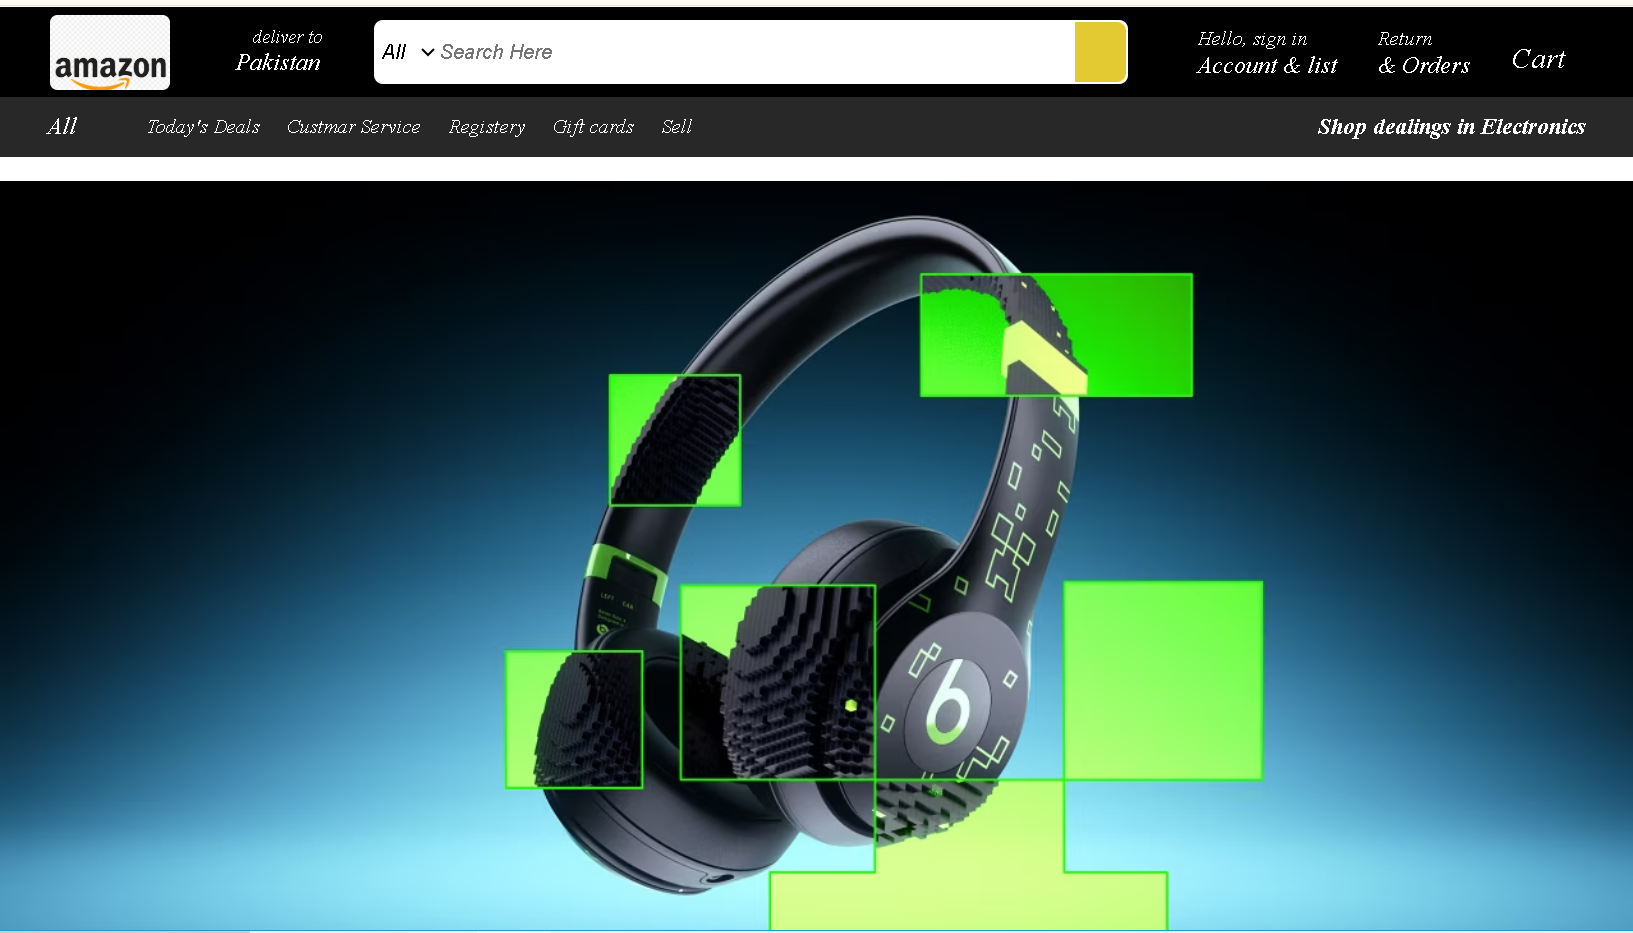 amazon
deliver to
Pakistan
All
Search Here
Hello, sign in
Account & list
Return
& Orders
Cart
All
Today's Deals
Custmar Service
Registery
Gift cards
Sell
Shop dealings in Electronics
LEFT
b